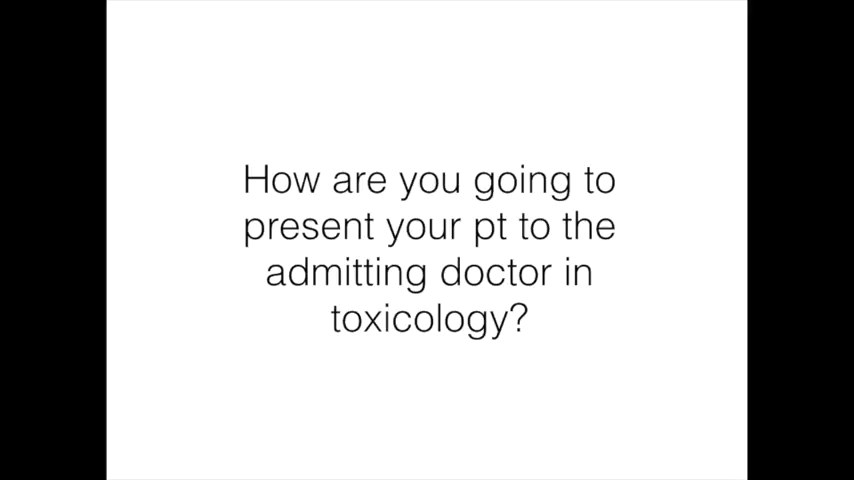 How are you going to
present your pt to the
admitting doctor in
toxicology?